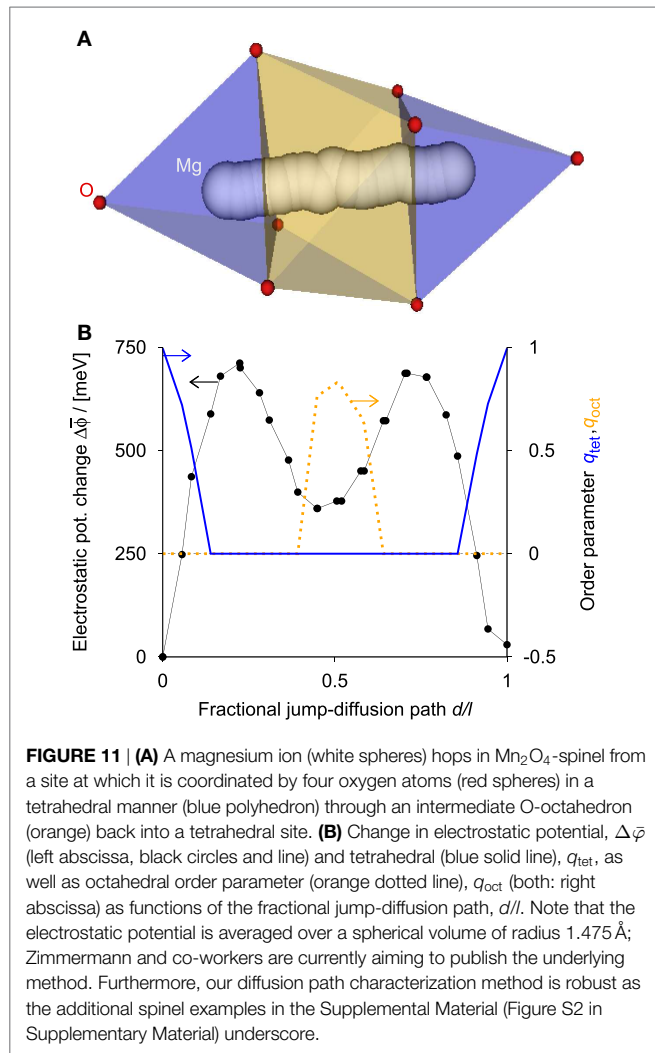 A
Mg
O
B
Electrostatic pot. change Δϕ̅ / [meV]
750
500
250
0
0
0.5
1
Fractional jump-diffusion path d/l
1
0.5
0
-0.5
Order parameter qtet,qoct
FIGURE 11 | (A) A magnesium ion (white spheres) hops in Mn₂O₄-spinel from
a site at which it is coordinated by four oxygen atoms (red spheres) in a
tetrahedral manner (blue polyhedron) through an intermediate O-octahedron
(orange) back into a tetrahedral site. (B) Change in electrostatic potential, Δφ̅
(left abscissa, black circles and line) and tetrahedral (blue solid line), qtet, as
well as octahedral order parameter (orange dotted line), qoct (both: right
abscissa) as functions of the fractional jump-diffusion path, d/l. Note that the
electrostatic potential is averaged over a spherical volume of radius 1.475 Å;
Zimmermann and co-workers are currently aiming to publish the underlying
method. Furthermore, our diffusion path characterization method is robust as
the additional spinel examples in the Supplemental Material (Figure S2 in
Supplementary Material) underscore.